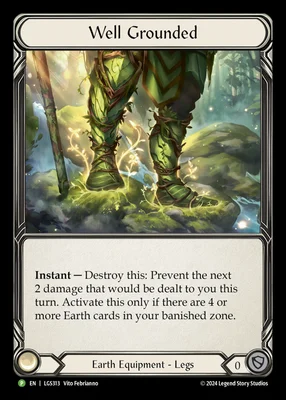 Well Grounded
Instant — Destroy this: Prevent the next
2 damage that would be dealt to you this
turn. Activate this only if there are 4 or
more Earth cards in your banished zone.
Earth Equipment - Legs
0
P EN | LGS313 Vito Febrianno
© 2024 Legend Story Studios